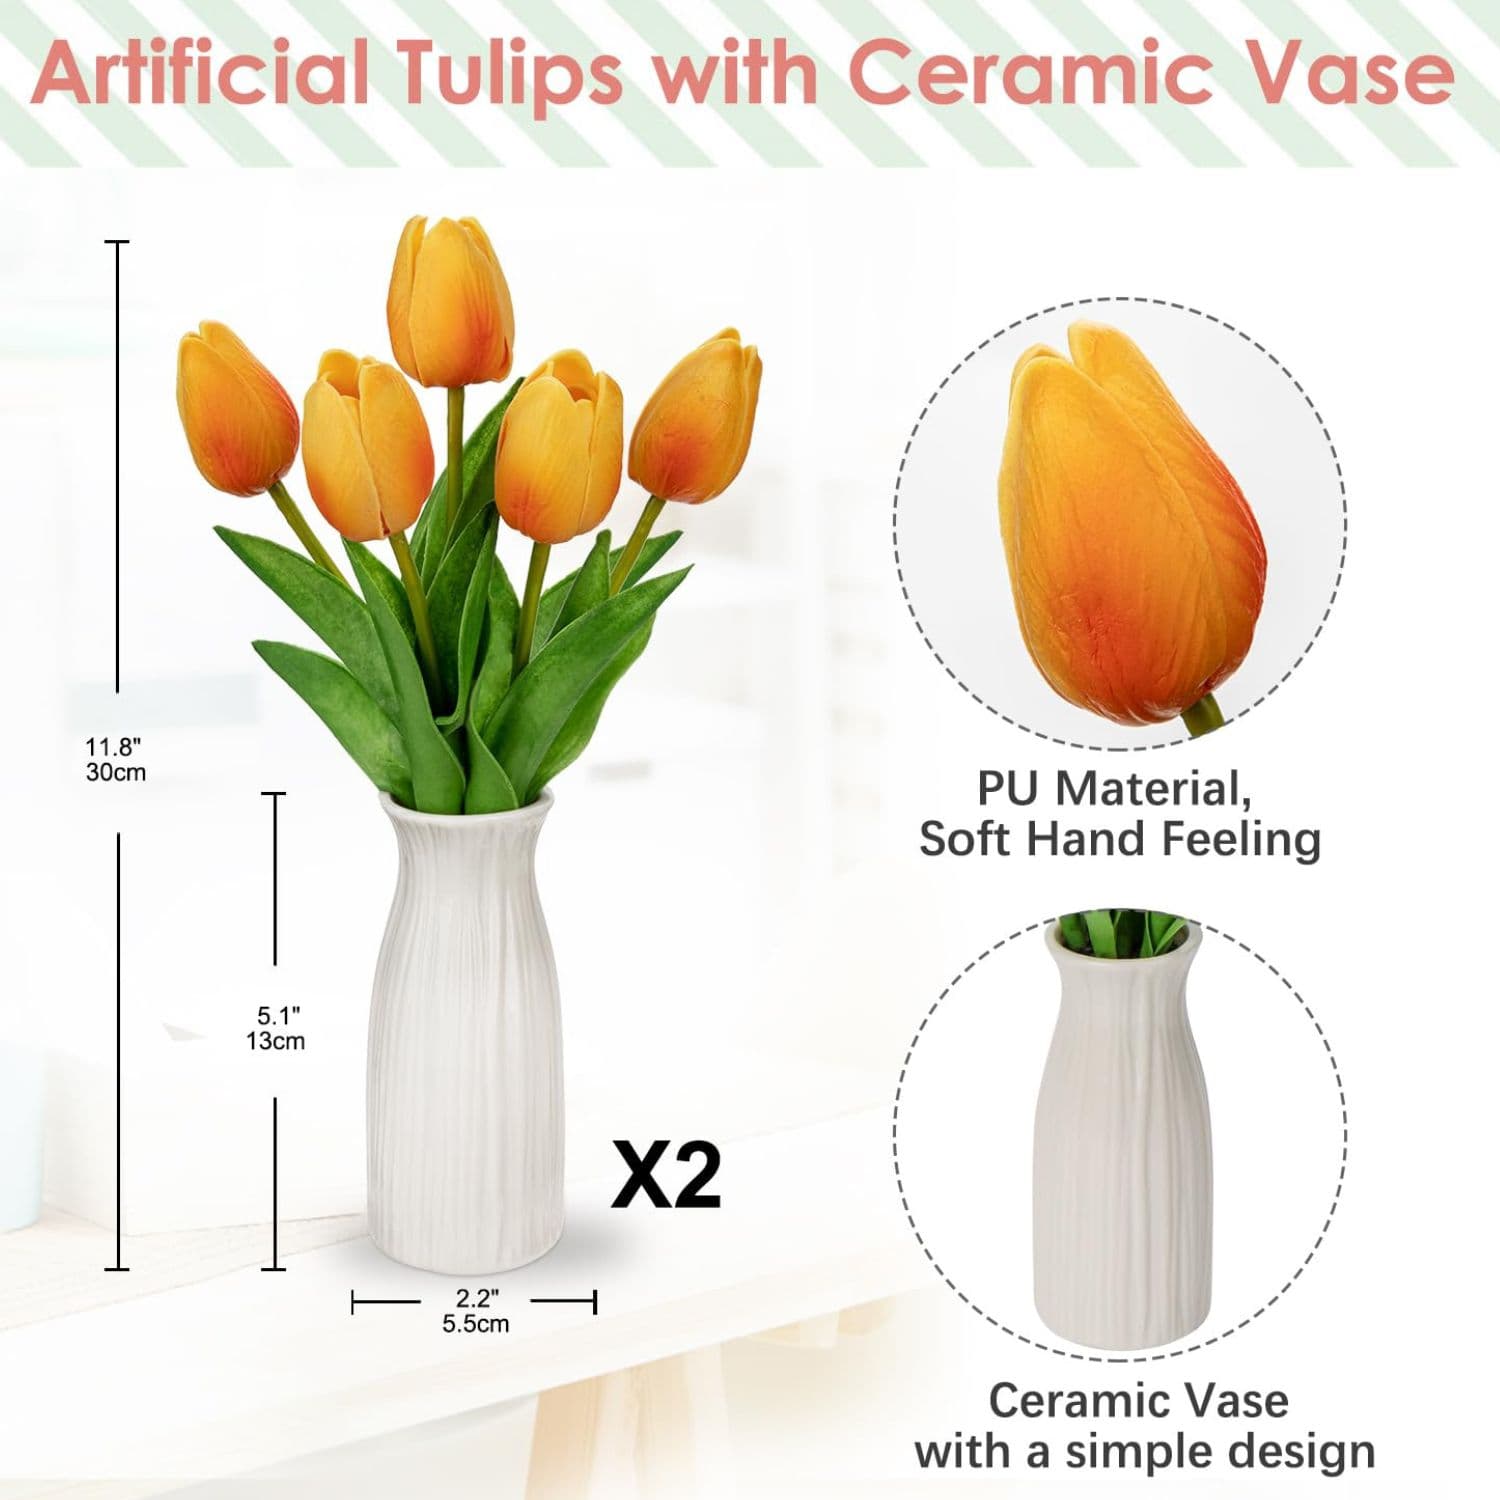 Artificial Tulips with Ceramic Vase
11.8"
30cm
5.1"
13cm
X2
2.2"
5.5cm
PU Material,
Soft Hand Feeling
Ceramic Vase
with a simple design